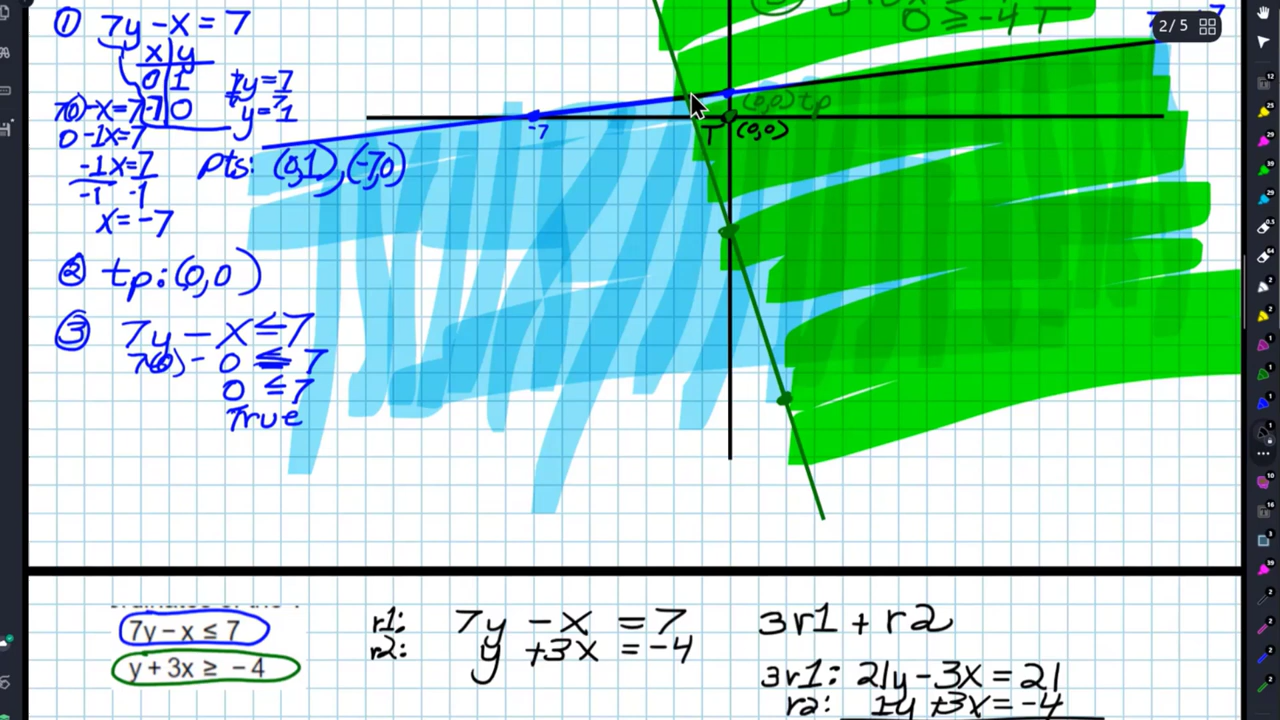 ① 7y - x = 7
x y
0 1
-7 0
7(0) - x = 7
0 - 1x = 7
-1x = 7
-1 -1
x = -7
7y = 7
y = 1
pts: (0,1), (-7,0)
② tp: (0,0)
③ 7y - x ≤ 7
7(0) - 0 ≤ 7
0 ≤ 7
True
0 ≥ -4 T
2/5
(0,0) tp
T (0,0)
-7
7y - x ≤ 7
y + 3x ≥ -4
r1: 7y - x = 7
r2: y + 3x = -4
3r1 + r2
3r1: 21y - 3x = 21
r2: 1y + 3x = -4